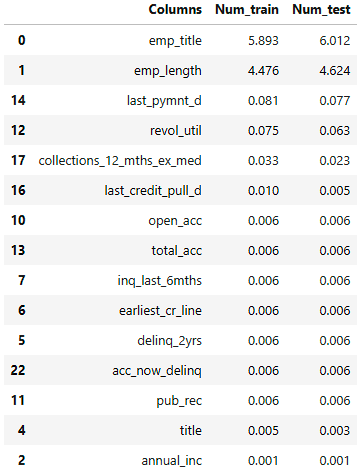 Columns Num_train Num_test
0 emp_title 5.893 6.012
1 emp_length 4.476 4.624
14 last_pymnt_d 0.081 0.077
12 revol_util 0.075 0.063
17 collections_12_mths_ex_med 0.033 0.023
16 last_credit_pull_d 0.010 0.005
10 open_acc 0.006 0.006
13 total_acc 0.006 0.006
7 inq_last_6mths 0.006 0.006
6 earliest_cr_line 0.006 0.006
5 delinq_2yrs 0.006 0.006
22 acc_now_delinq 0.006 0.006
11 pub_rec 0.006 0.006
4 title 0.005 0.003
2 annual_inc 0.001 0.001